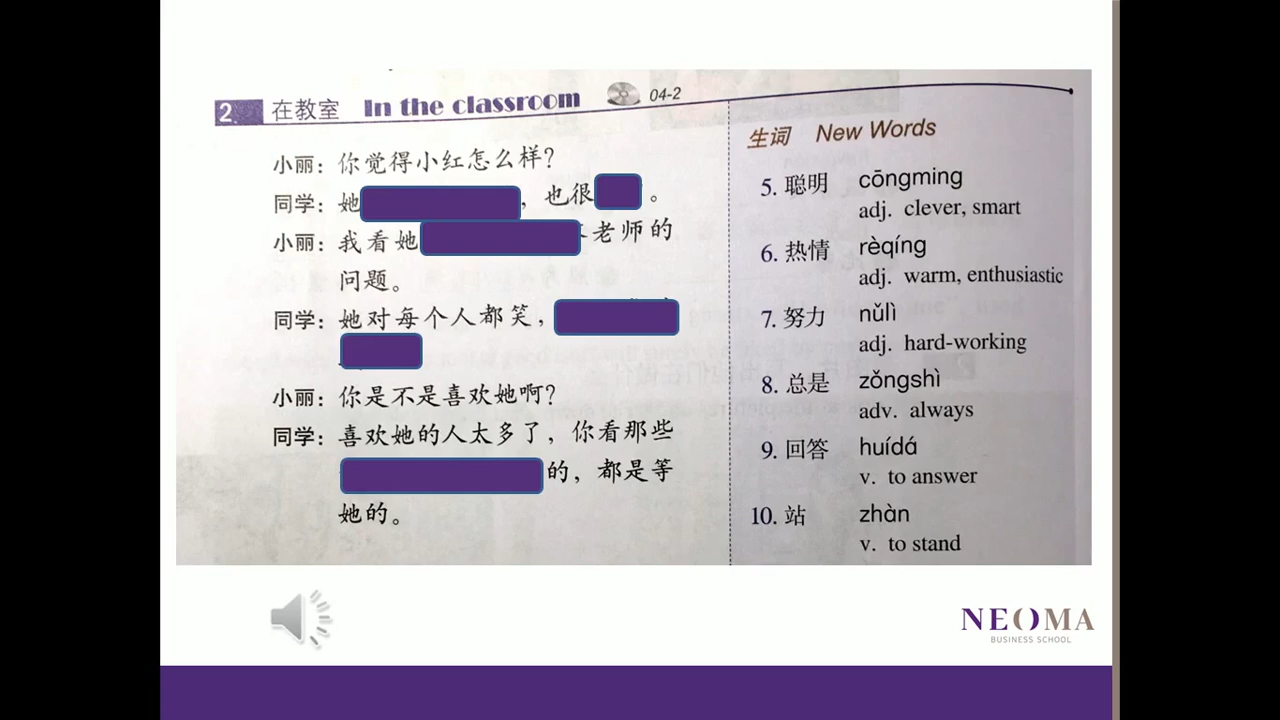 2 在教室 In the classroom 04-2
小丽：你觉得小红怎么样？
同学：她 ，也很 。
小丽：我看她 老师的
问题。
同学：她对每个人都笑，
小丽：你是不是喜欢她啊？
同学：喜欢她的人太多了，你看那些
的，都是等
她的。
生词 New Words
5. 聪明 cōngming
adj. clever, smart
6. 热情 rèqíng
adj. warm, enthusiastic
7. 努力 nǔlì
adj. hard-working
8. 总是 zǒngshì
adv. always
9. 回答 huídá
v. to answer
10. 站 zhàn
v. to stand
NEOMA
BUSINESS SCHOOL